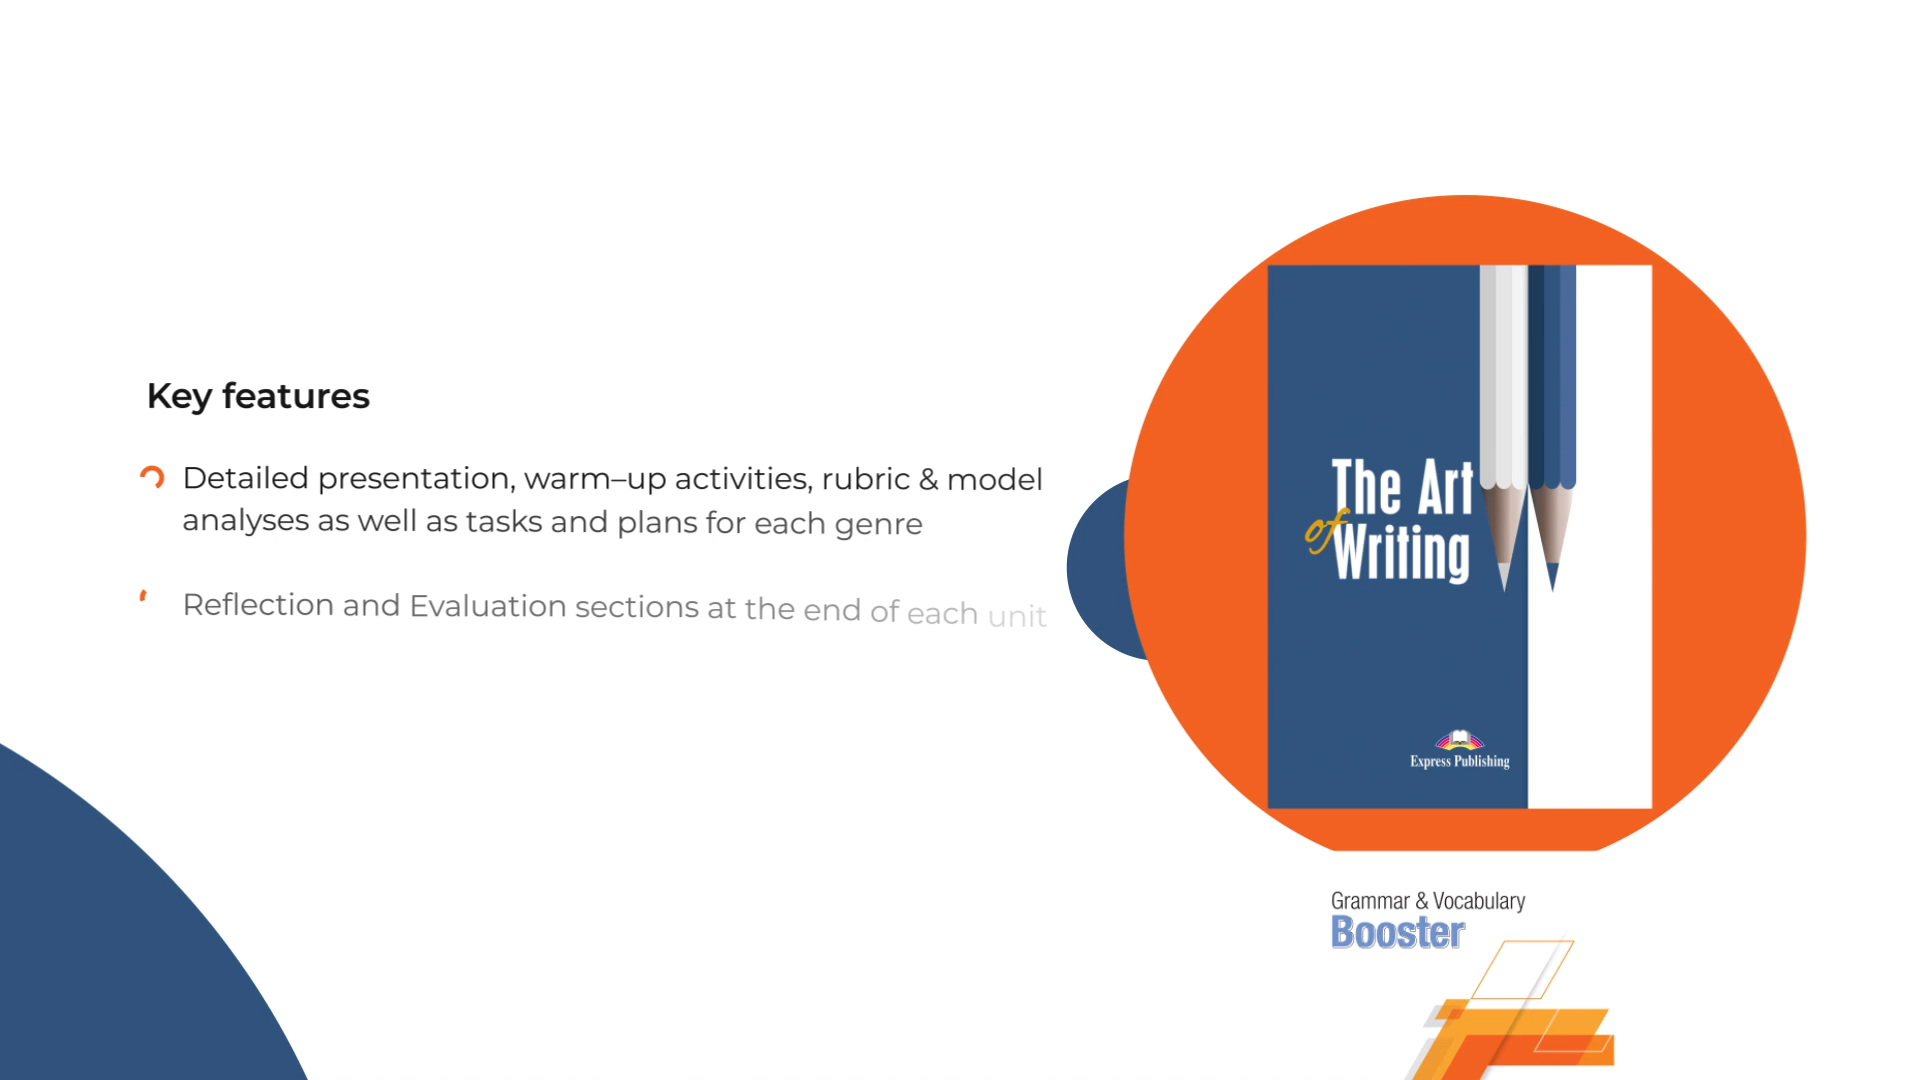 Key features
Detailed presentation, warm–up activities, rubric & model
analyses as well as tasks and plans for each genre
Reflection and Evaluation sections at the end of each unit
The Art
of
Writing
Express Publishing
Grammar & Vocabulary
Booster